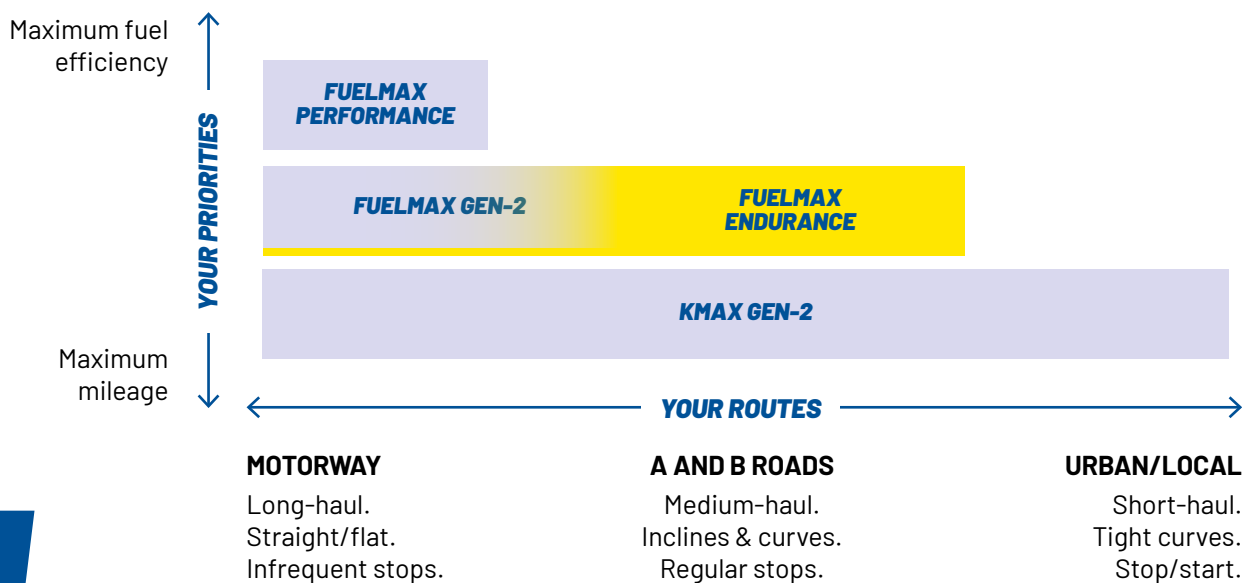 Maximum fuel
efficiency
YOUR PRIORITIES
Maximum
mileage
FUELMAX
PERFORMANCE
FUELMAX GEN-2
FUELMAX
ENDURANCE
KMAX GEN-2
YOUR ROUTES
MOTORWAY
Long-haul.
Straight/flat.
Infrequent stops.
A AND B ROADS
Medium-haul.
Inclines & curves.
Regular stops.
URBAN/LOCAL
Short-haul.
Tight curves.
Stop/start.